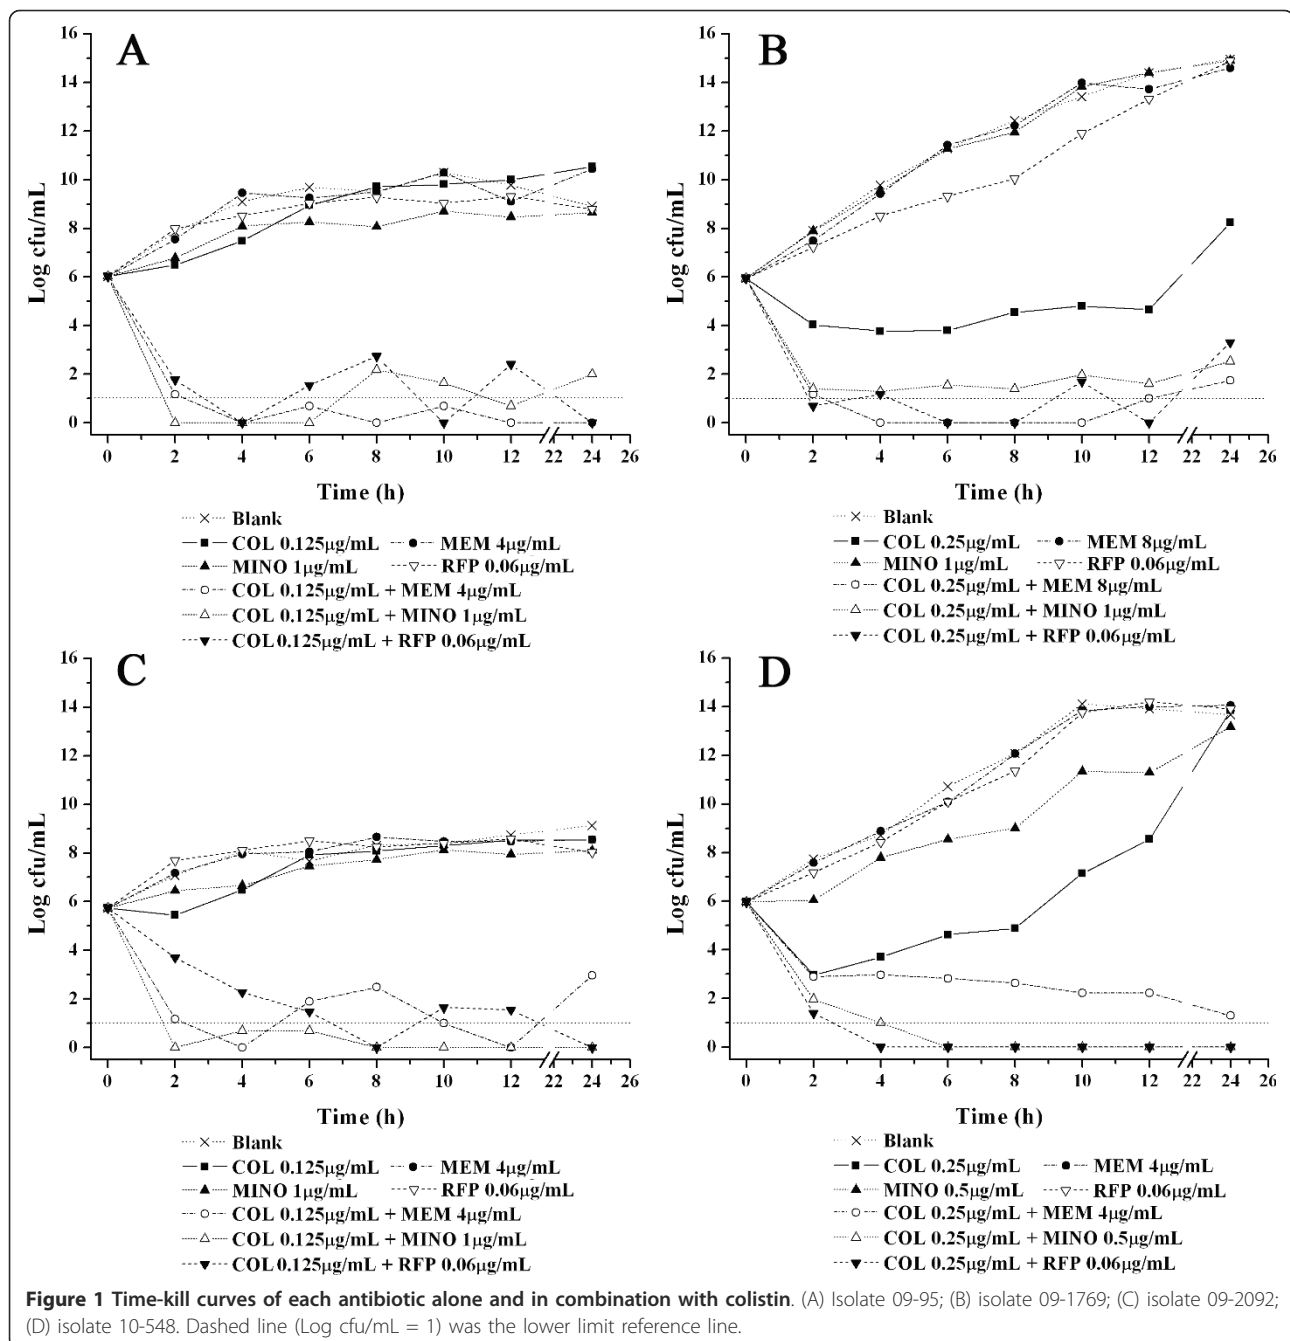 A
16
14
12
10
8
6
4
2
0
Log cfu/mL
0 2 4 6 8 10 12 22 24 26
Time (h)
Blank
COL 0.125μg/mL MEM 4μg/mL
MINO 1μg/mL RFP 0.06μg/mL
COL 0.125μg/mL + MEM 4μg/mL
COL 0.125μg/mL + MINO 1μg/mL
COL 0.125μg/mL + RFP 0.06μg/mL
B
16
14
12
10
8
6
4
2
0
Log cfu/mL
0 2 4 6 8 10 12 22 24 26
Time (h)
Blank
COL 0.25μg/mL MEM 8μg/mL
MINO 1μg/mL RFP 0.06μg/mL
COL 0.25μg/mL + MEM 8μg/mL
COL 0.25μg/mL + MINO 1μg/mL
COL 0.25μg/mL + RFP 0.06μg/mL
C
16
14
12
10
8
6
4
2
0
Log cfu/mL
0 2 4 6 8 10 12 22 24 26
Time (h)
Blank
COL 0.125μg/mL MEM 4μg/mL
MINO 1μg/mL RFP 0.06μg/mL
COL 0.125μg/mL + MEM 4μg/mL
COL 0.125μg/mL + MINO 1μg/mL
COL 0.125μg/mL + RFP 0.06μg/mL
D
16
14
12
10
8
6
4
2
0
Log cfu/mL
0 2 4 6 8 10 12 22 24 26
Time (h)
Blank
COL 0.25μg/mL MEM 4μg/mL
MINO 0.5μg/mL RFP 0.06μg/mL
COL 0.25μg/mL + MEM 4μg/mL
COL 0.25μg/mL + MINO 0.5μg/mL
COL 0.25μg/mL + RFP 0.06μg/mL
Figure 1 Time-kill curves of each antibiotic alone and in combination with colistin. (A) Isolate 09-95; (B) isolate 09-1769; (C) isolate 09-2092;
(D) isolate 10-548. Dashed line (Log cfu/mL = 1) was the lower limit reference line.